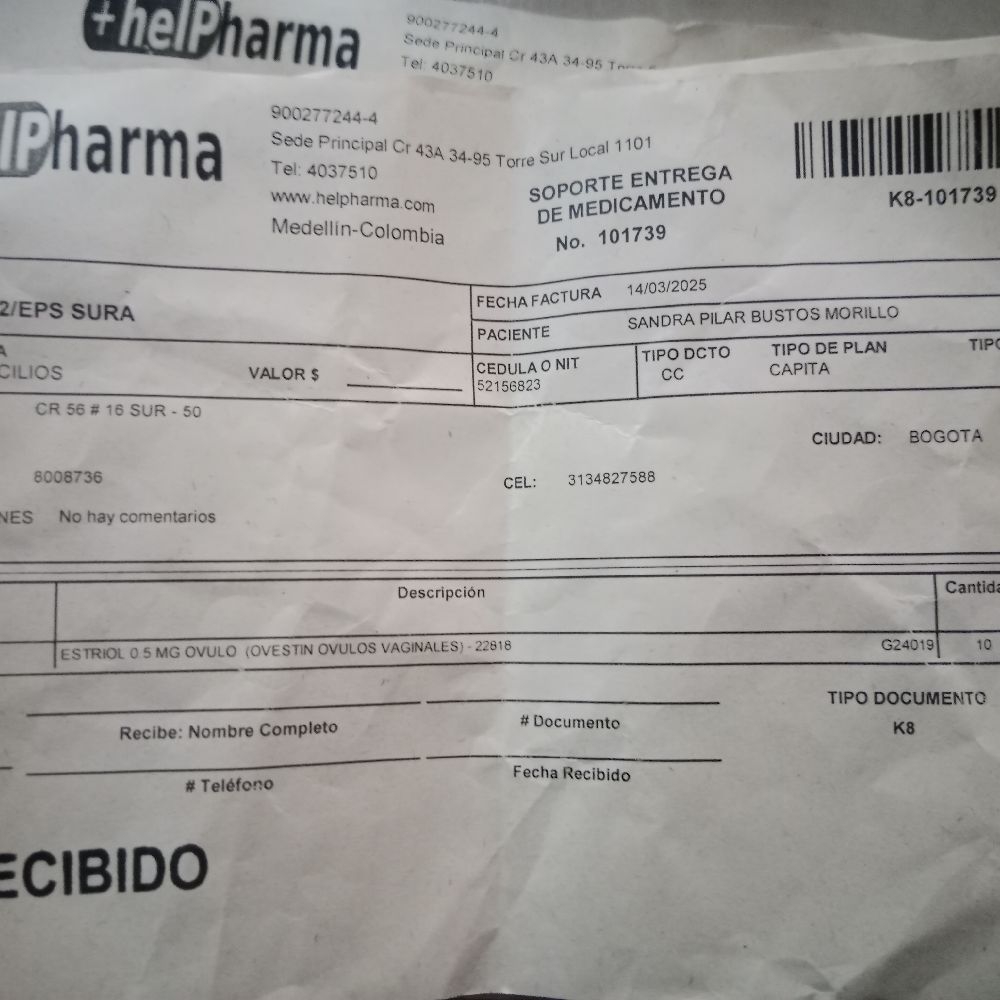 +helPharma
900277244-4
Sede Principal Cr 43A 34-95
Tel: 4037510
lPharma
900277244-4
Sede Principal Cr 43A 34-95 Torre Sur Local 1101
Tel: 4037510
www.helpharma.com
Medellín-Colombia
SOPORTE ENTREGA
DE MEDICAMENTO
No. 101739
K8-101739
2/EPS SURA
FECHA FACTURA 14/03/2025
PACIENTE SANDRA PILAR BUSTOS MORILLO
A
CILIOS VALOR $
CEDULA O NIT
52156823
TIPO DCTO
CC
TIPO DE PLAN
CAPITA
TIPO
CR 56 # 16 SUR - 50
CIUDAD: BOGOTA
8008736
CEL: 3134827588
NES No hay comentarios
Descripción
Cantida
ESTRIOL 0.5 MG OVULO (OVESTIN OVULOS VAGINALES) - 22818 G24019 10
Recibe: Nombre Completo
# Documento
TIPO DOCUMENTO
K8
# Teléfono
Fecha Recibido
ECIBIDO